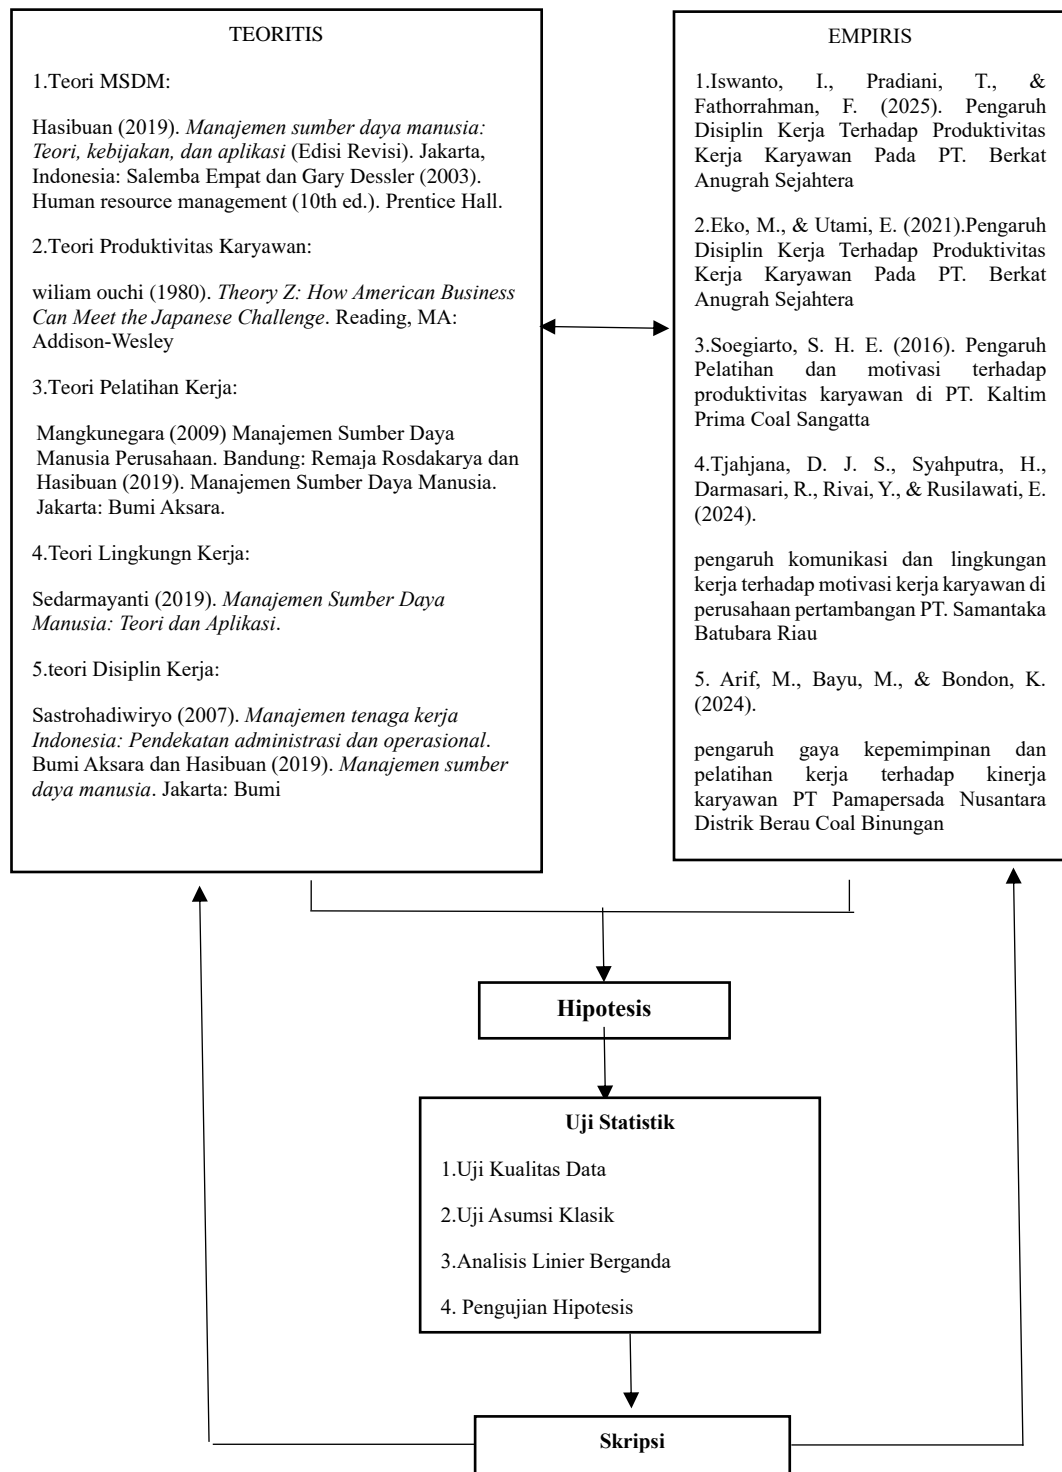 TEORITIS
1.Teori MSDM:
Hasibuan (2019). Manajemen sumber daya manusia:
Teori, kebijakan, dan aplikasi (Edisi Revisi). Jakarta,
Indonesia: Salemba Empat dan Gary Dessler (2003).
Human resource management (10th ed.). Prentice Hall.
2.Teori Produktivitas Karyawan:
wiliam ouchi (1980). Theory Z: How American Business
Can Meet the Japanese Challenge. Reading, MA:
Addison-Wesley
3.Teori Pelatihan Kerja:
Mangkunegara (2009) Manajemen Sumber Daya
Manusia Perusahaan. Bandung: Remaja Rosdakarya dan
Hasibuan (2019). Manajemen Sumber Daya Manusia.
Jakarta: Bumi Aksara.
4.Teori Lingkungn Kerja:
Sedarmayanti (2019). Manajemen Sumber Daya
Manusia: Teori dan Aplikasi.
5.teori Disiplin Kerja:
Sastrohadiwiryo (2007). Manajemen tenaga kerja
Indonesia: Pendekatan administrasi dan operasional.
Bumi Aksara dan Hasibuan (2019). Manajemen sumber
daya manusia. Jakarta: Bumi
EMPIRIS
1.Iswanto, I., Pradiani, T., &
Fathorrahman, F. (2025). Pengaruh
Disiplin Kerja Terhadap Produktivitas
Kerja Karyawan Pada PT. Berkat
Anugrah Sejahtera
2.Eko, M., & Utami, E. (2021).Pengaruh
Disiplin Kerja Terhadap Produktivitas
Kerja Karyawan Pada PT. Berkat
Anugrah Sejahtera
3.Soegiarto, S. H. E. (2016). Pengaruh
Pelatihan dan motivasi terhadap
produktivitas karyawan di PT. Kaltim
Prima Coal Sangatta
4.Tjahjana, D. J. S., Syahputra, H.,
Darmasari, R., Rivai, Y., & Rusilawati, E.
(2024).
pengaruh komunikasi dan lingkungan
kerja terhadap motivasi kerja karyawan di
perusahaan pertambangan PT. Samantaka
Batubara Riau
5. Arif, M., Bayu, M., & Bondon, K.
(2024).
pengaruh gaya kepemimpinan dan
pelatihan kerja terhadap kinerja
karyawan PT Pamapersada Nusantara
Distrik Berau Coal Binungan
Hipotesis
Uji Statistik
1.Uji Kualitas Data
2.Uji Asumsi Klasik
3.Analisis Linier Berganda
4. Pengujian Hipotesis
Skripsi